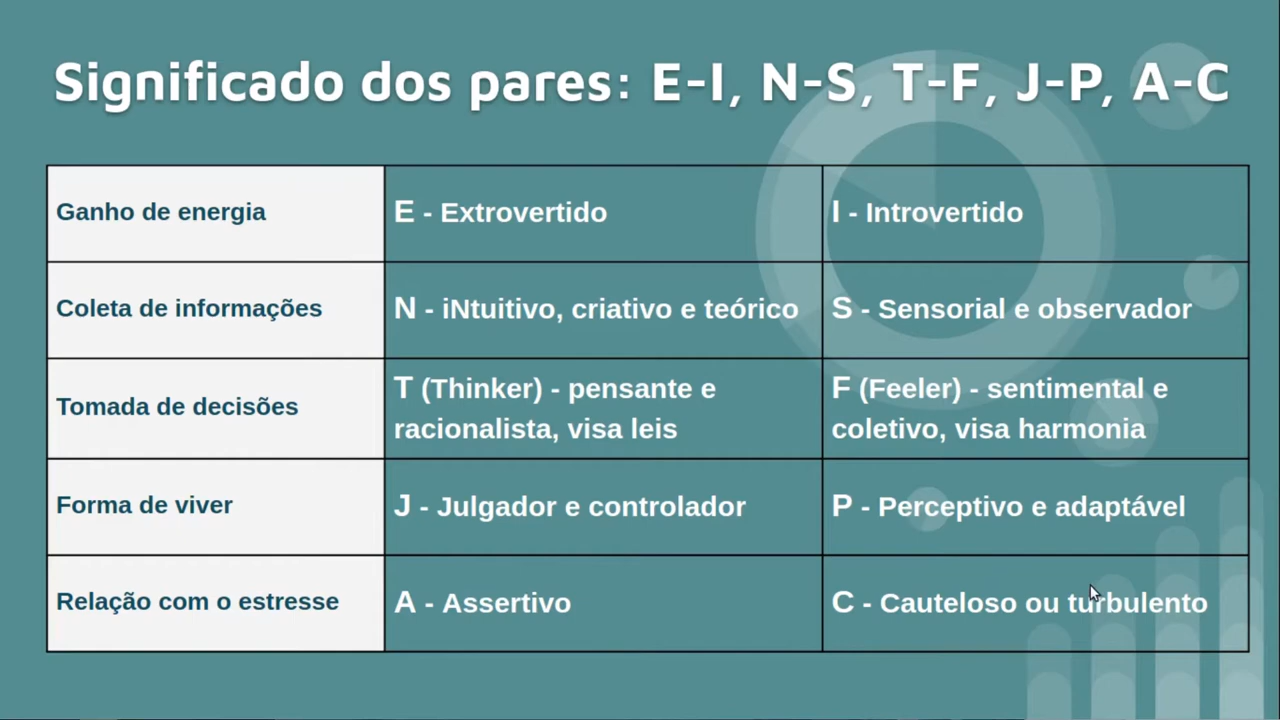 Significado dos pares: E-I, N-S, T-F, J-P, A-C
Ganho de energia
E - Extrovertido
I - Introvertido
Coleta de informações
N - iNtuitivo, criativo e teórico
S - Sensorial e observador
Tomada de decisões
T (Thinker) - pensante e
racionalista, visa leis
F (Feeler) - sentimental e
coletivo, visa harmonia
Forma de viver
J - Julgador e controlador
P - Perceptivo e adaptável
Relação com o estresse
A - Assertivo
C - Cauteloso ou turbulento